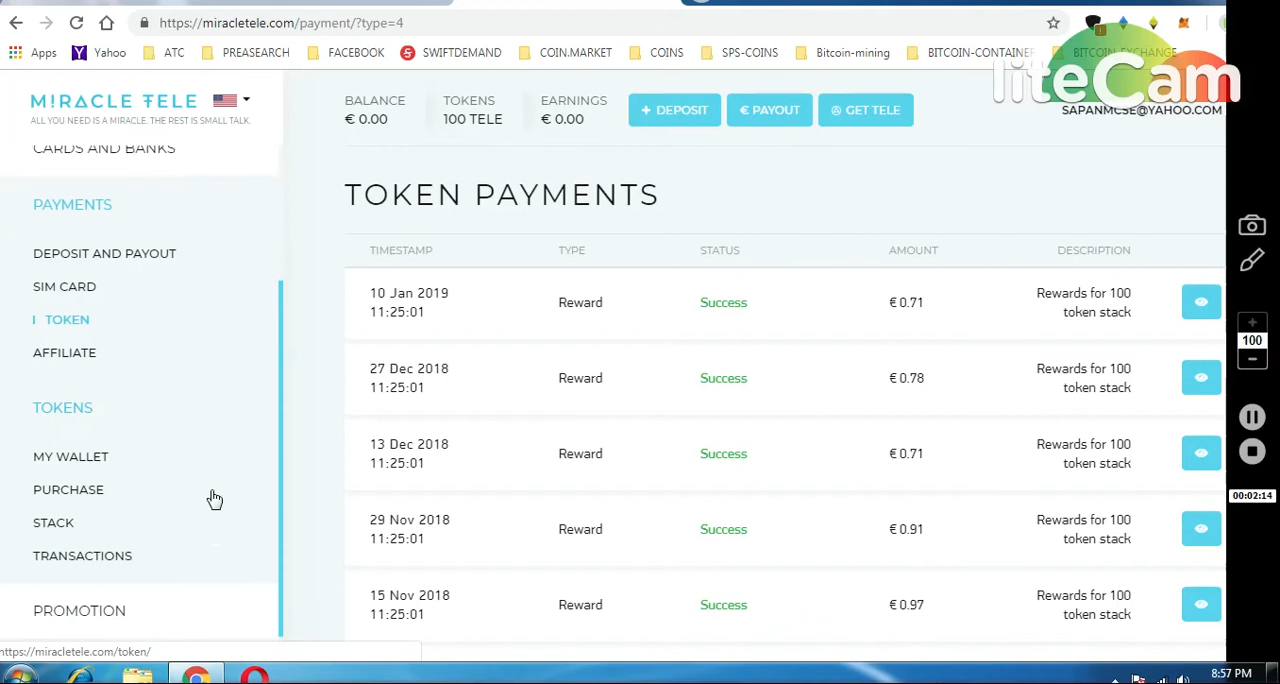 https://miracletele.com/payment/?type=4
Apps Yahoo ATC PREASEARCH FACEBOOK SWIFTDEMAND COIN.MARKET COINS SPS-COINS Bitcoin-mining BITCOIN-CONTAINER BITCOIN-EXCHANGE
liteCam
M!RACLE TELE
ALL YOU NEED IS A MIRACLE. THE REST IS SMALL TALK.
BALANCE
€ 0.00
TOKENS
100 TELE
EARNINGS
€ 0.00
+ DEPOSIT
€ PAYOUT
GET TELE
SAPANMCSE@YAHOO.COM
CARDS AND BANKS
PAYMENTS
DEPOSIT AND PAYOUT
SIM CARD
TOKEN
AFFILIATE
TOKENS
MY WALLET
PURCHASE
STACK
TRANSACTIONS
PROMOTION
TOKEN PAYMENTS
TIMESTAMP TYPE STATUS AMOUNT DESCRIPTION
10 Jan 2019
11:25:01
Reward Success € 0.71
Rewards for 100
token stack
27 Dec 2018
11:25:01
Reward Success € 0.78
Rewards for 100
token stack
13 Dec 2018
11:25:01
Reward Success € 0.71
Rewards for 100
token stack
29 Nov 2018
11:25:01
Reward Success € 0.91
Rewards for 100
token stack
15 Nov 2018
11:25:01
Reward Success € 0.97
Rewards for 100
token stack
100
00:02:14
https://miracletele.com/token/
8:57 PM